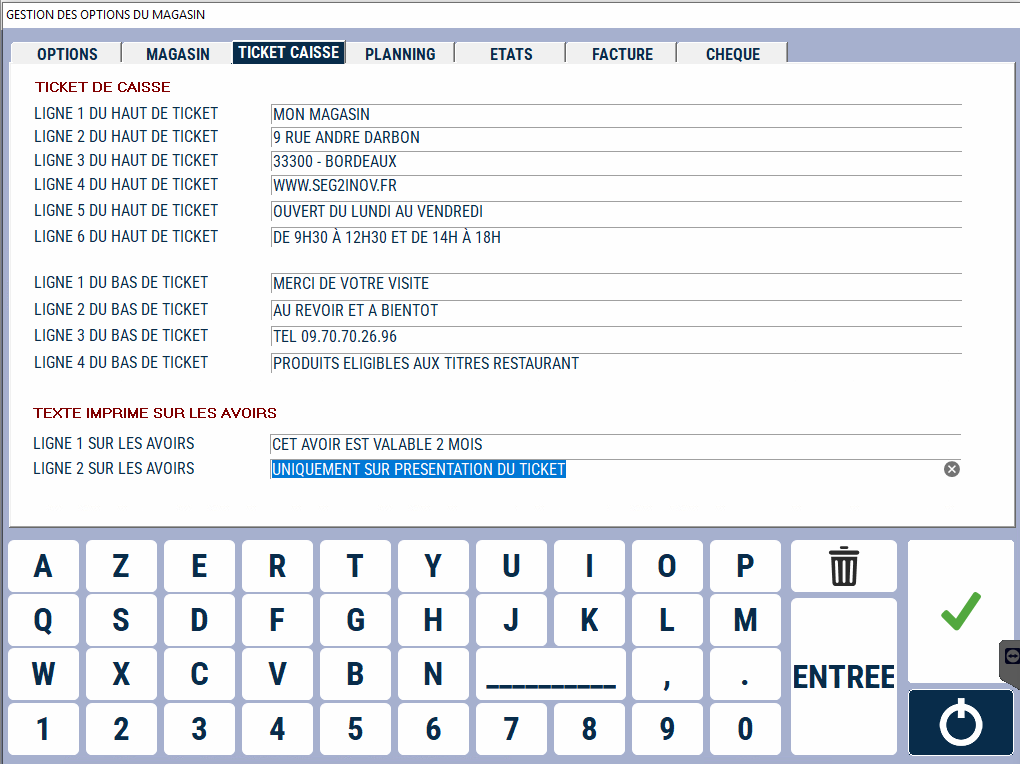 GESTION DES OPTIONS DU MAGASIN
OPTIONS MAGASIN TICKET CAISSE PLANNING ETATS FACTURE CHEQUE
TICKET DE CAISSE
LIGNE 1 DU HAUT DE TICKET MON MAGASIN
LIGNE 2 DU HAUT DE TICKET 9 RUE ANDRE DARBON
LIGNE 3 DU HAUT DE TICKET 33300 - BORDEAUX
LIGNE 4 DU HAUT DE TICKET WWW.SEG2INOV.FR
LIGNE 5 DU HAUT DE TICKET OUVERT DU LUNDI AU VENDREDI
LIGNE 6 DU HAUT DE TICKET DE 9H30 À 12H30 ET DE 14H À 18H
LIGNE 1 DU BAS DE TICKET MERCI DE VOTRE VISITE
LIGNE 2 DU BAS DE TICKET AU REVOIR ET A BIENTOT
LIGNE 3 DU BAS DE TICKET TEL 09.70.70.26.96
LIGNE 4 DU BAS DE TICKET PRODUITS ELIGIBLES AUX TITRES RESTAURANT
TEXTE IMPRIME SUR LES AVOIRS
LIGNE 1 SUR LES AVOIRS CET AVOIR EST VALABLE 2 MOIS
LIGNE 2 SUR LES AVOIRS UNIQUEMENT SUR PRESENTATION DU TICKET
A Z E R T Y U I O P
Q S D F G H J K L M
W X C V B N __________ , . ENTREE
1 2 3 4 5 6 7 8 9 0